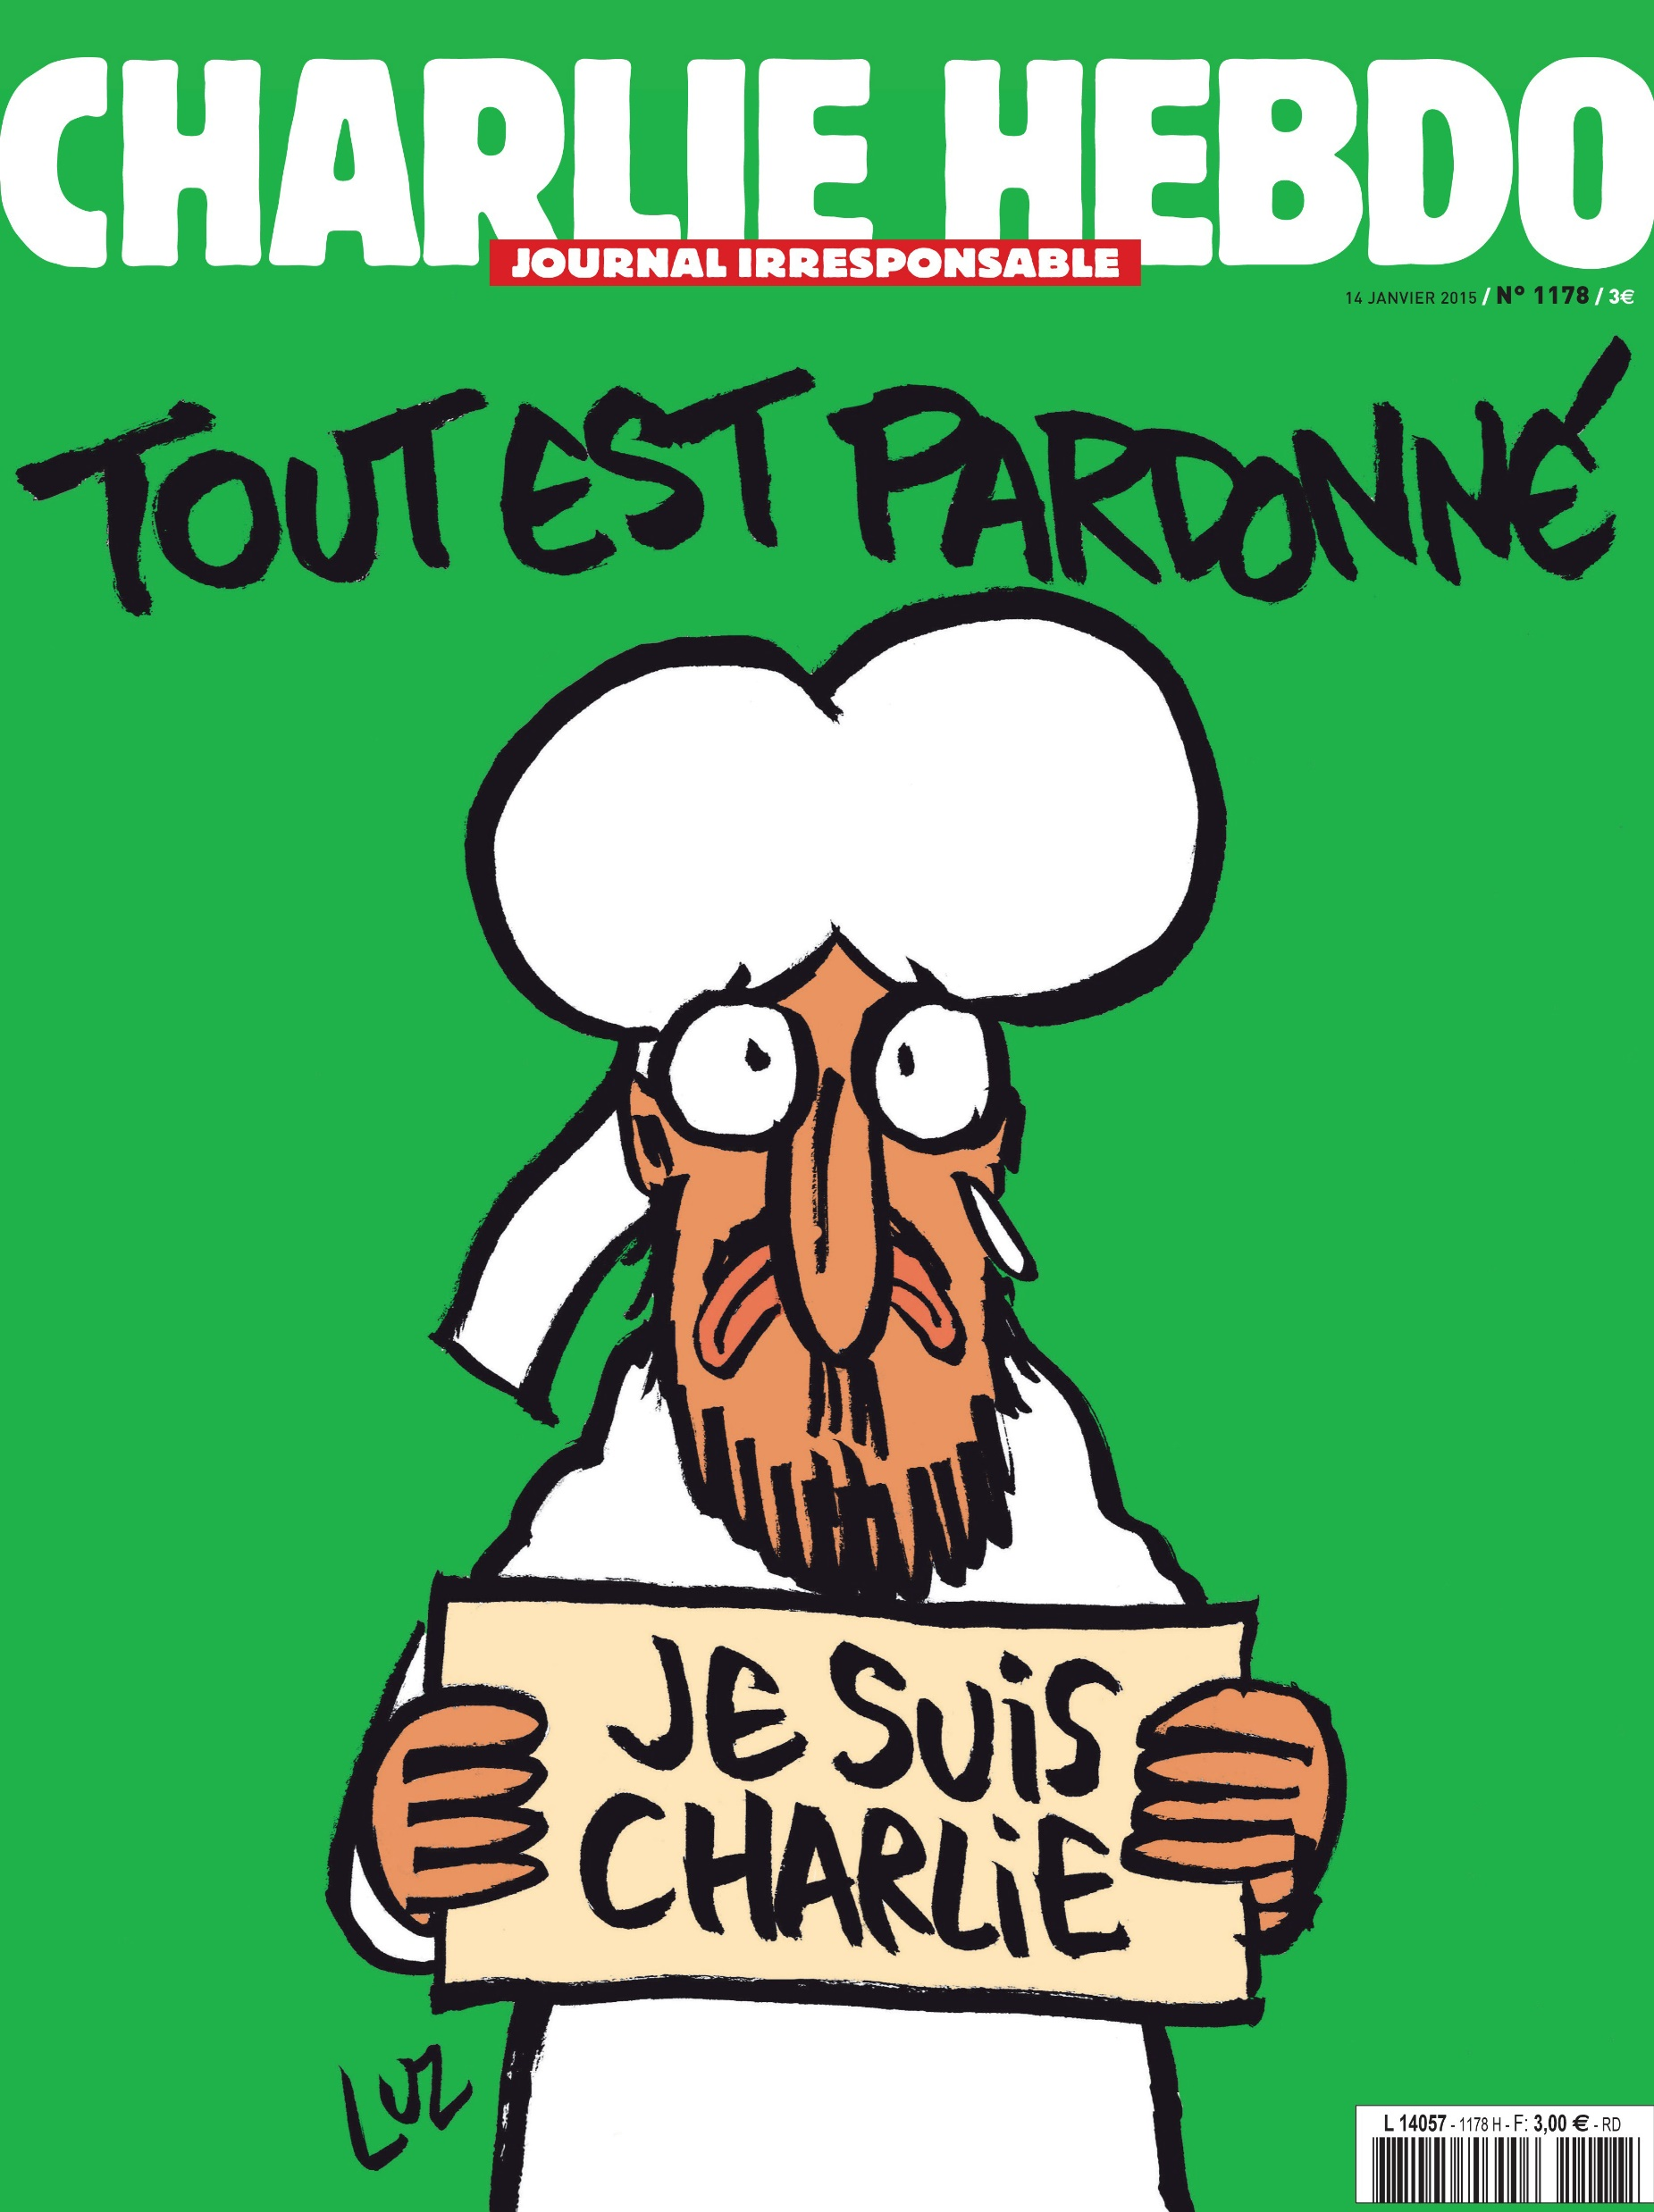 CHARLIE HEBDO
JOURNAL IRRESPONSABLE
14 JANVIER 2015 / N° 1178 / 3€
TOUT EST PARDONNÉ
JE SUiS
CHARLiE
LUZ
L 14057 - 1178 H - F: 3,00 € - RD